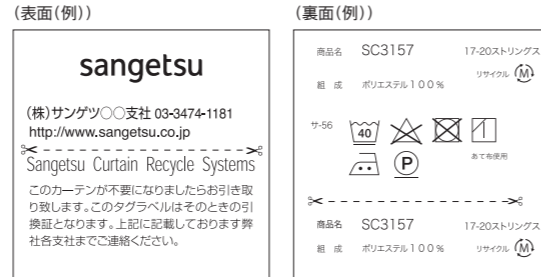 (表面(例))
sangetsu
(株)サンゲツ○○支社 03-3474-1181
http://www.sangetsu.co.jp
Sangetsu Curtain Recycle Systems
このカーテンが不要になりましたらお引き取
り致します。このタグラベルはそのときの引
換証となります。上記に記載しております弊
社各支社までご連絡ください。
(裏面(例))
商品名 SC3157 17-20ストリングス
組 成 ポリエステル100% リサイクル M
サ-56 40
あて布使用
P
商品名 SC3157 17-20ストリングス
組 成 ポリエステル100% リサイクル M